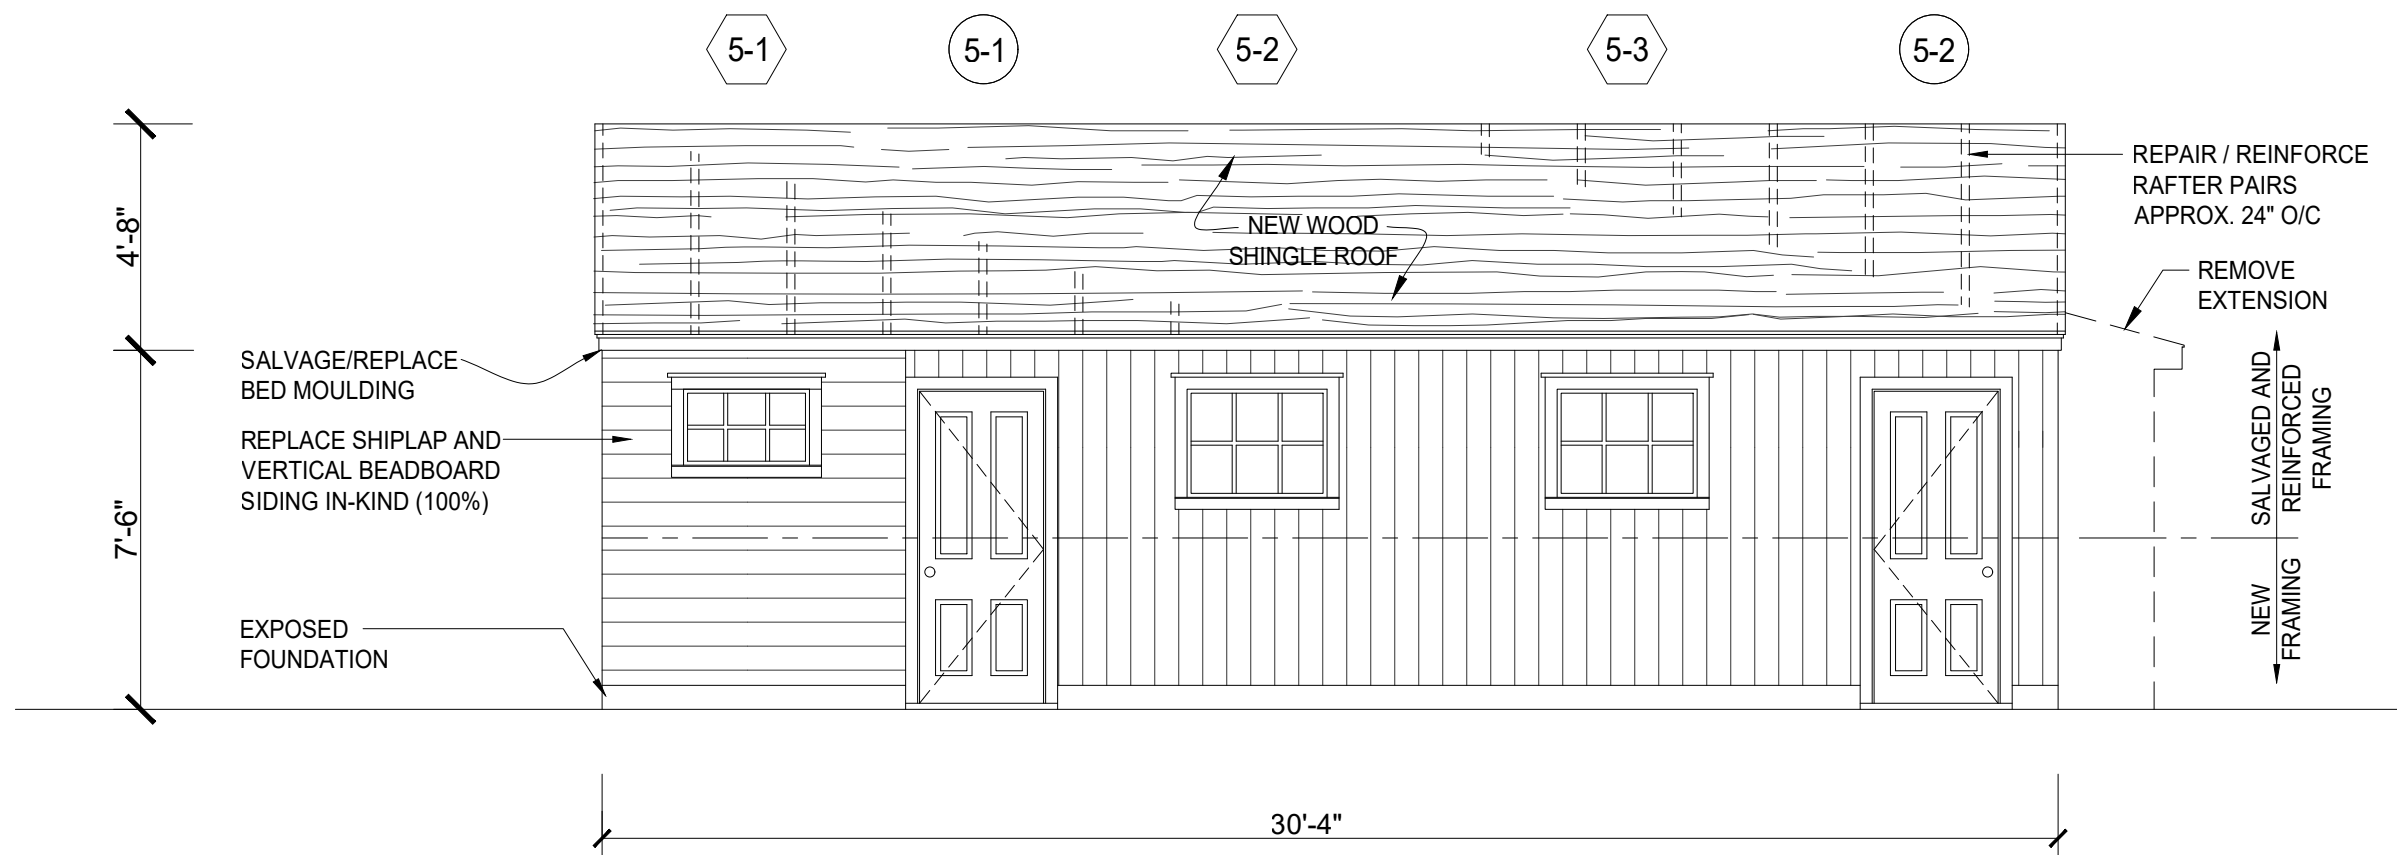 5-1
5-1
5-2
5-3
5-2
4'-8"
7'-6"
REPAIR / REINFORCE
RAFTER PAIRS
APPROX. 24" O/C
NEW WOOD
SHINGLE ROOF
REMOVE
EXTENSION
SALVAGE/REPLACE
BED MOULDING
REPLACE SHIPLAP AND
VERTICAL BEADBOARD
SIDING IN-KIND (100%)
SALVAGED AND
REINFORCED
FRAMING
NEW
FRAMING
EXPOSED
FOUNDATION
30'-4"